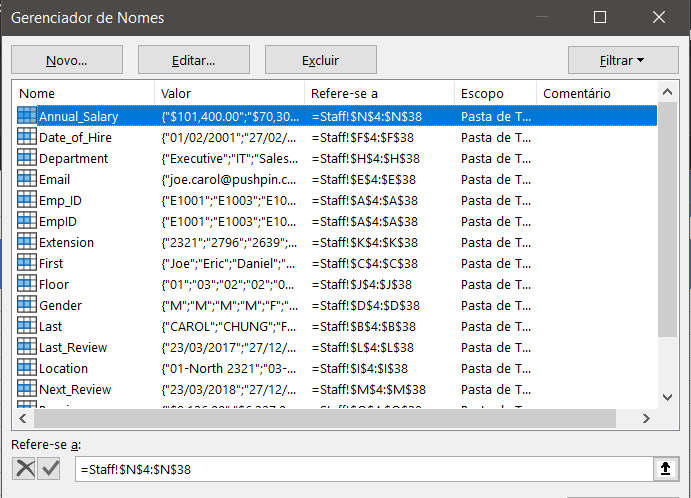 Gerenciador de Nomes
Novo... Editar... Excluir Filtrar
Nome Valor Refere-se a Escopo Comentário
Annual_Salary {"$101,400.00";"$70,30... =Staff!$N$4:$N$38 Pasta de T...
Date_of_Hire {"01/02/2001";"27/02/... =Staff!$F$4:$F$38 Pasta de T...
Department {"Executive";"IT";"Sales... =Staff!$H$4:$H$38 Pasta de T...
Email {"joe.carol@pushpin.c... =Staff!$E$4:$E$38 Pasta de T...
Emp_ID {"E1001";"E1003";"E10... =Staff!$A$4:$A$38 Pasta de T...
EmpID {"E1001";"E1003";"E10... =Staff!$A$4:$A$38 Pasta de T...
Extension {"2321";"2796";"2639";... =Staff!$K$4:$K$38 Pasta de T...
First {"Joe";"Eric";"Daniel";... =Staff!$C$4:$C$38 Pasta de T...
Floor {"01";"03";"02";"02";"0... =Staff!$J$4:$J$38 Pasta de T...
Gender {"M";"M";"M";"M";"F";"... =Staff!$D$4:$D$38 Pasta de T...
Last {"CAROL";"CHUNG";"F... =Staff!$B$4:$B$38 Pasta de T...
Last_Review {"23/03/2017";"27/12/... =Staff!$L$4:$L$38 Pasta de T...
Location {"01-North 2321";"03-... =Staff!$I$4:$I$38 Pasta de T...
Next_Review {"23/03/2018";"27/12/... =Staff!$M$4:$M$38 Pasta de T...
Refere-se a:
=Staff!$N$4:$N$38